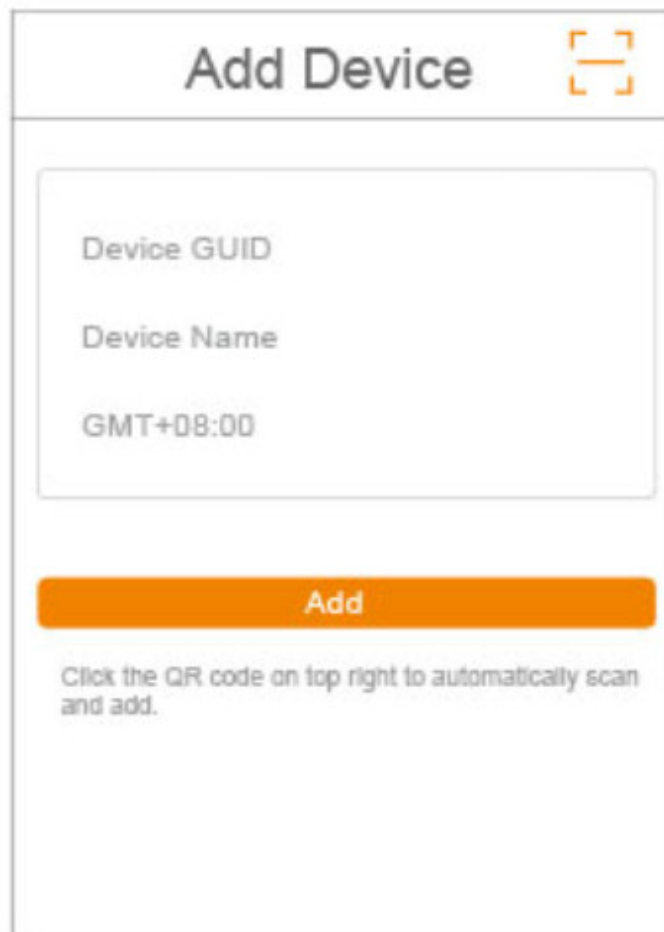 Add Device
Device GUID
Device Name
GMT+08:00
Add
Click the QR code on top right to automatically scan
and add.